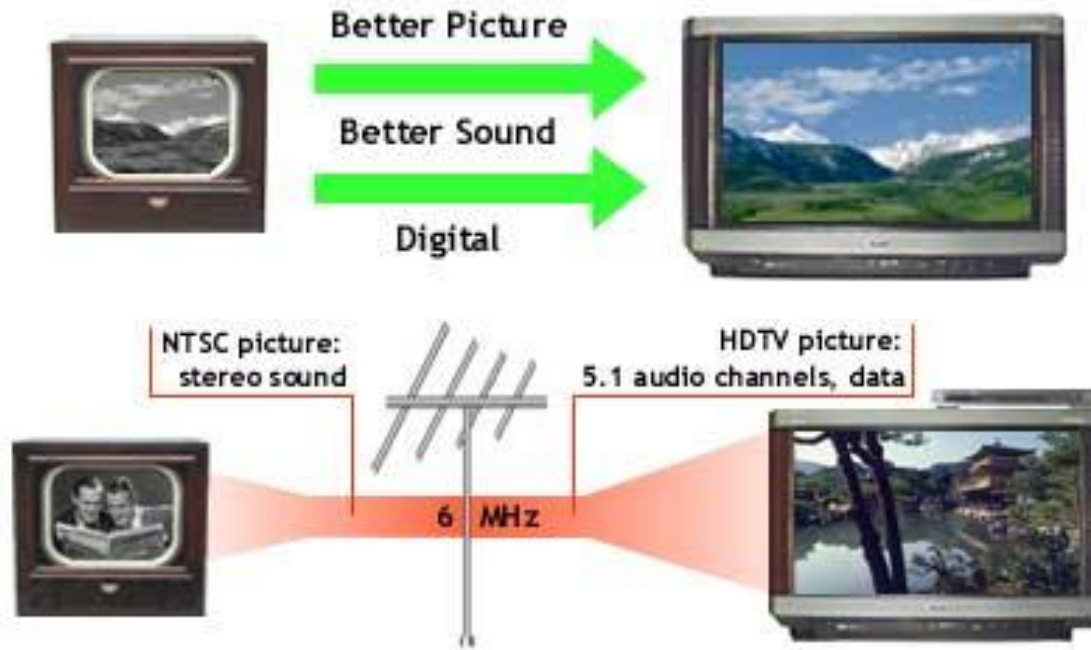 Better Picture
Better Sound
Digital
NTSC picture:
stereo sound
HDTV picture:
5.1 audio channels, data
6 MHz